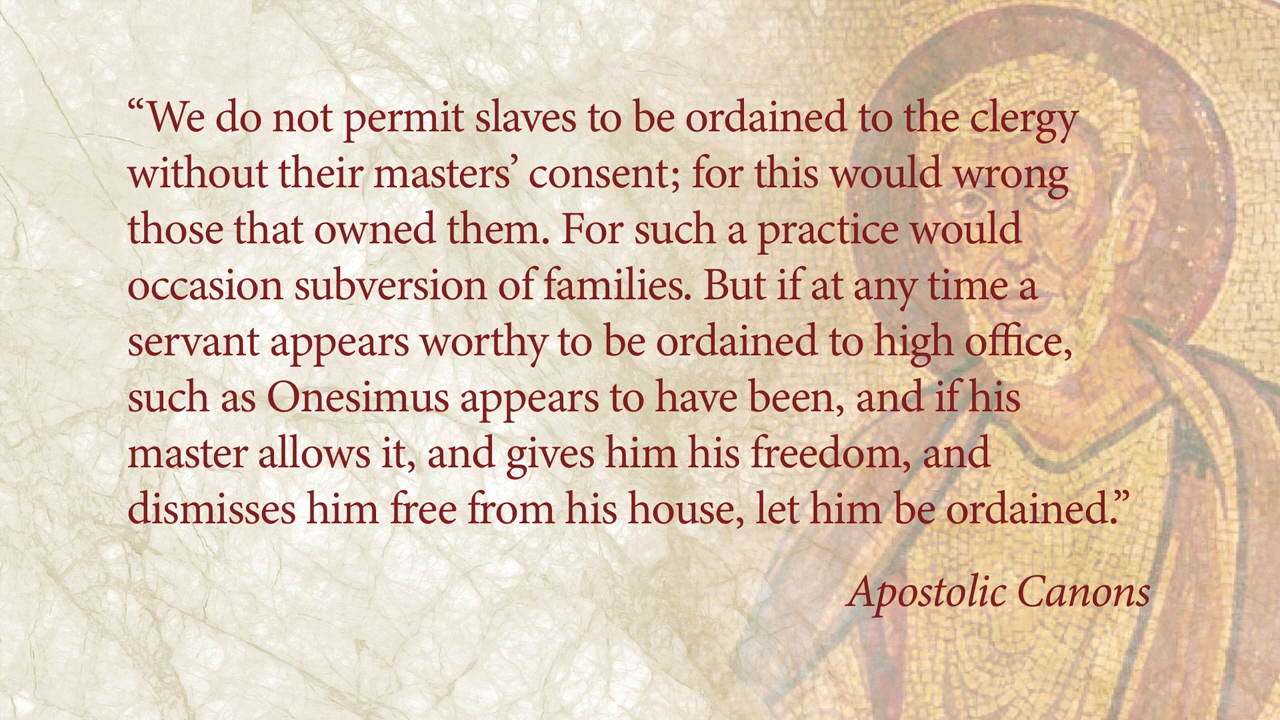 “We do not permit slaves to be ordained to the clergy
without their masters’ consent; for this would wrong
those that owned them. For such a practice would
occasion subversion of families. But if at any time a
servant appears worthy to be ordained to high office,
such as Onesimus appears to have been, and if his
master allows it, and gives him his freedom, and
dismisses him free from his house, let him be ordained.”
Apostolic Canons